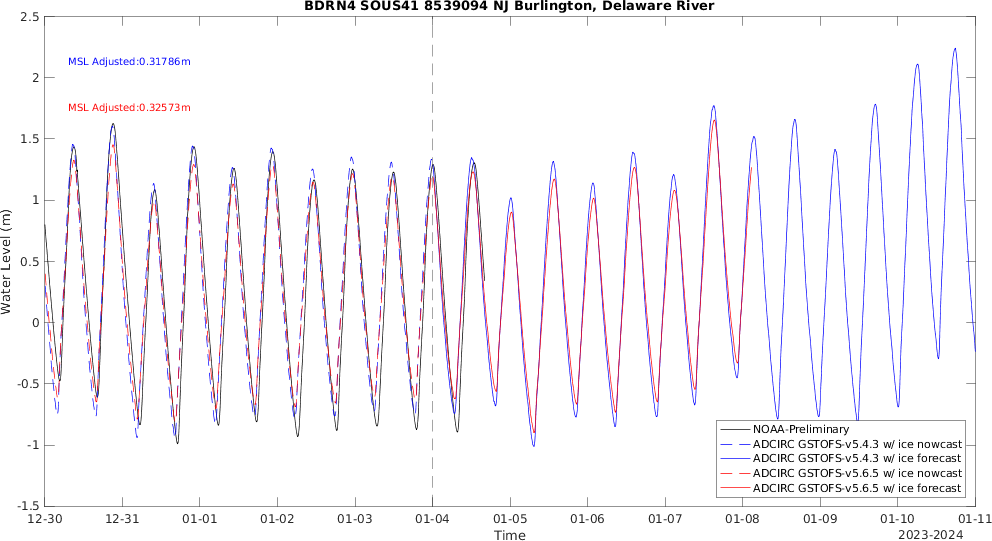 BDRN4 SOUS41 8539094 NJ Burlington, Delaware River
2.5
2
1.5
1
0.5
0
-0.5
-1
-1.5
Water Level (m)
MSL Adjusted:0.31786m
MSL Adjusted:0.32573m
NOAA-Preliminary
ADCIRC GSTOFS-v5.4.3 w/ ice nowcast
ADCIRC GSTOFS-v5.4.3 w/ ice forecast
ADCIRC GSTOFS-v5.6.5 w/ ice nowcast
ADCIRC GSTOFS-v5.6.5 w/ ice forecast
12-30 12-31 01-01 01-02 01-03 01-04 01-05 01-06 01-07 01-08 01-09 01-10 01-11
Time
2023-2024